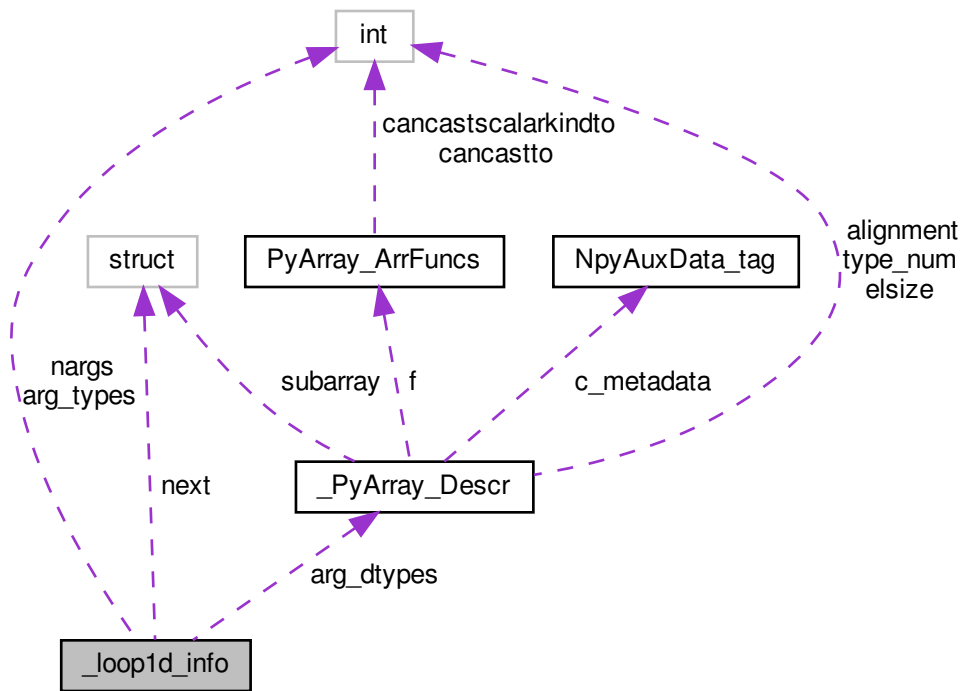 int
cancastscalarkindto
cancastto
struct
PyArray_ArrFuncs
NpyAuxData_tag
alignment
type_num
elsize
nargs
arg_types
subarray
f
c_metadata
next
_PyArray_Descr
arg_dtypes
_loop1d_info